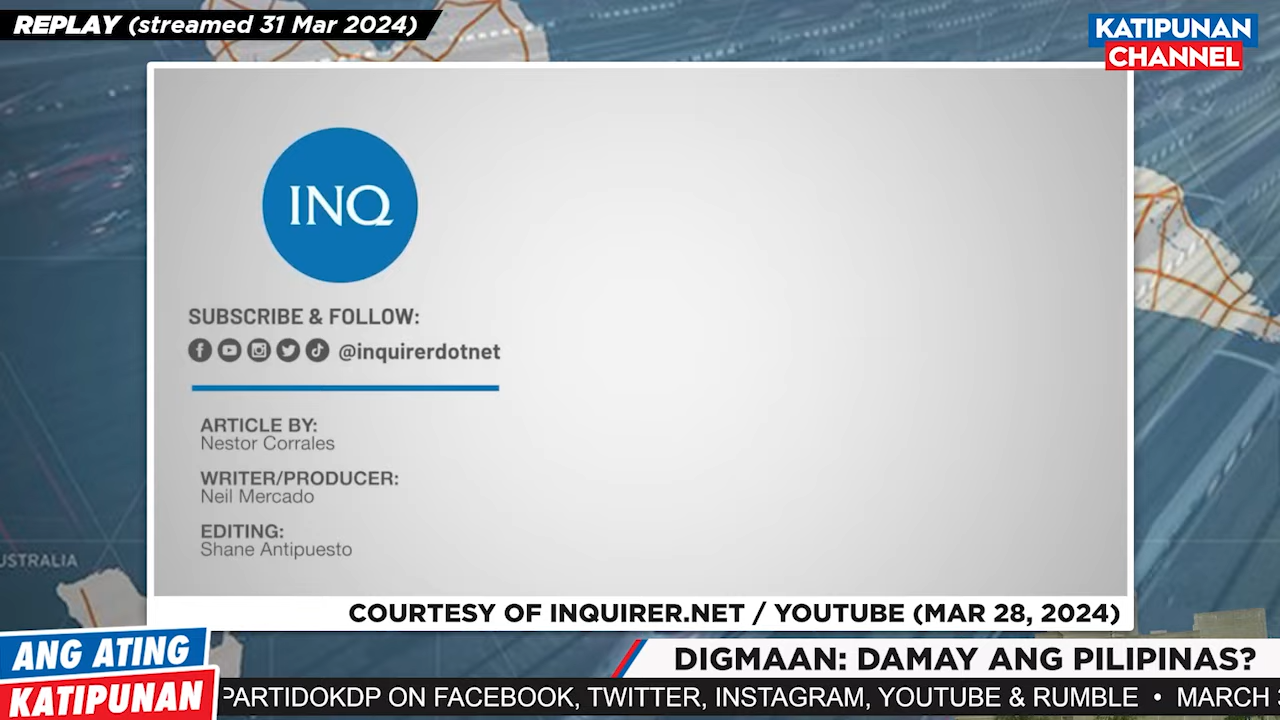 REPLAY (streamed 31 Mar 2024)
KATIPUNAN
CHANNEL
INQ
SUBSCRIBE & FOLLOW:
@inquirerdotnet
ARTICLE BY:
Nestor Corrales
WRITER/PRODUCER:
Neil Mercado
EDITING:
Shane Antipuesto
USTRALIA
COURTESY OF INQUIRER.NET / YOUTUBE (MAR 28, 2024)
ANG ATING
KATIPUNAN
DIGMAAN: DAMAY ANG PILIPINAS?
PARTIDOKDP ON FACEBOOK, TWITTER, INSTAGRAM, YOUTUBE & RUMBLE • MARCH